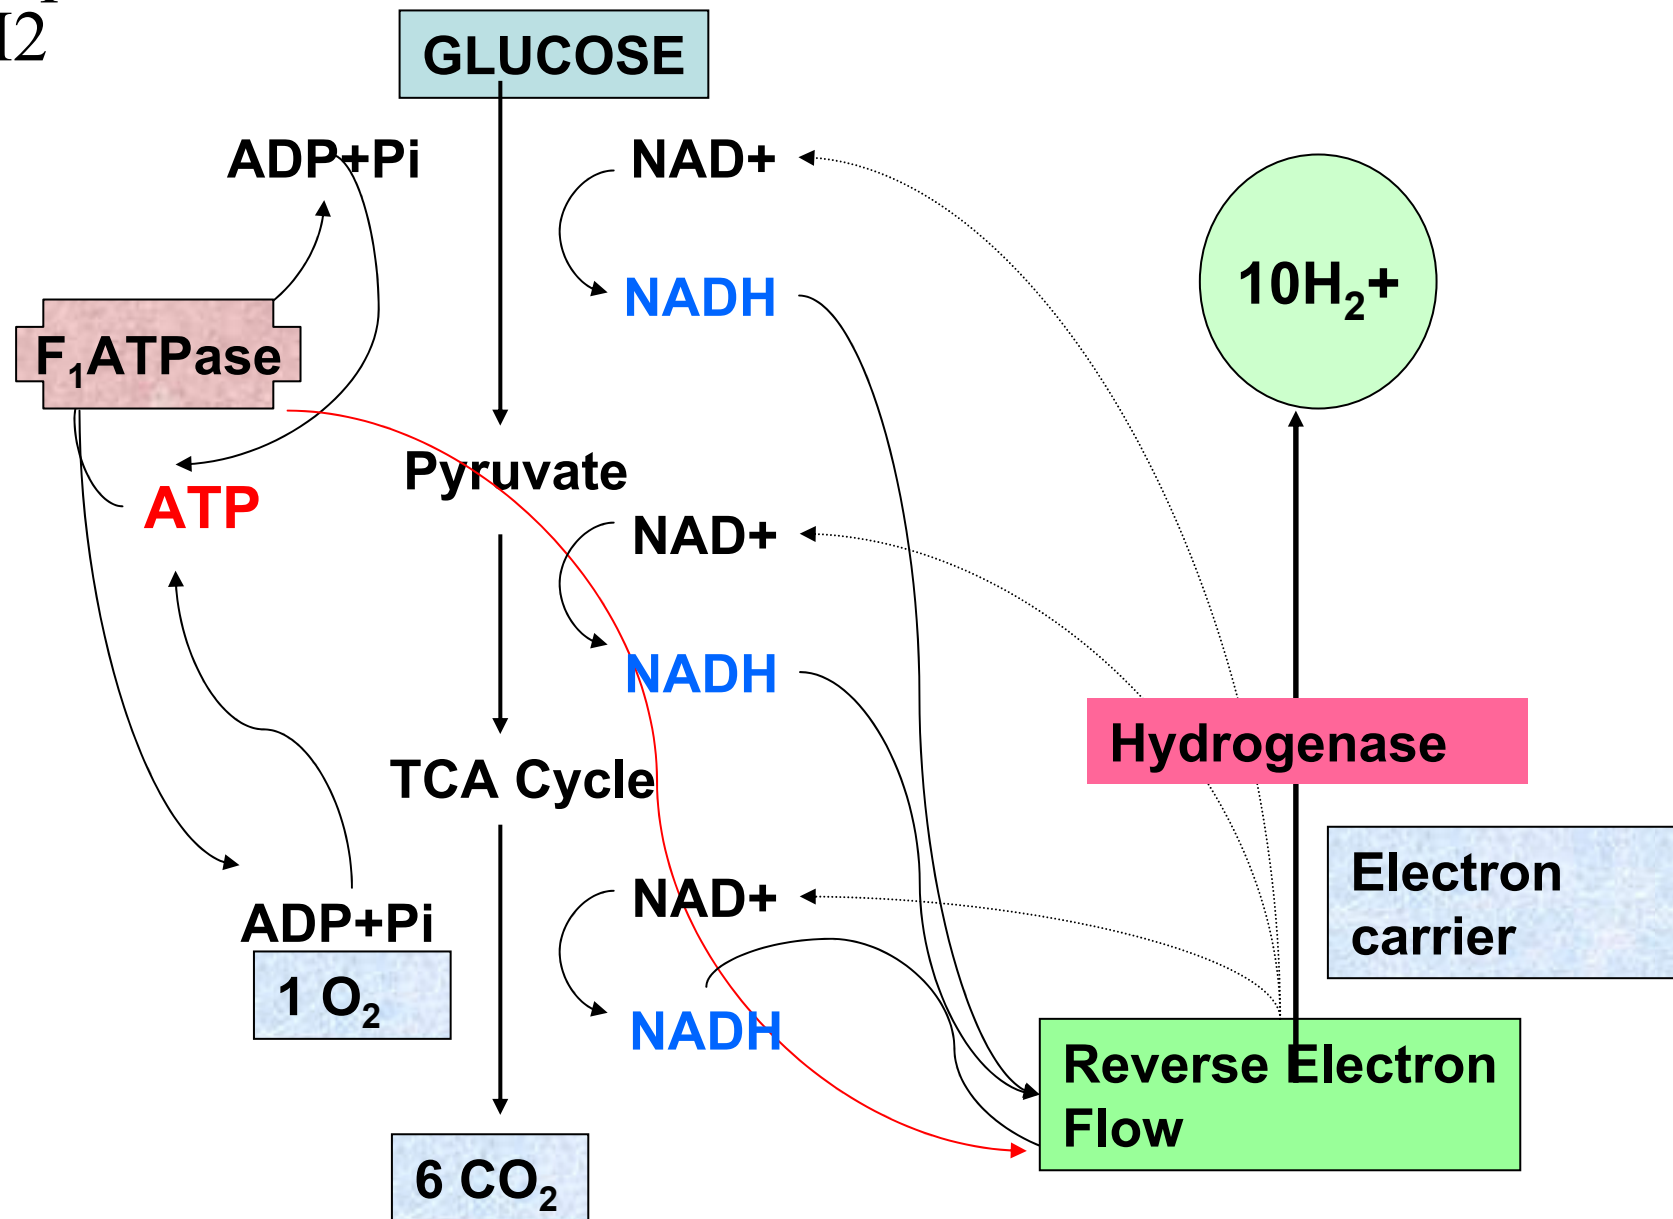 H2
GLUCOSE
ADP+Pi
NAD+
10H₂+
NADH
F₁ATPase
Pyruvate
ATP
NAD+
NADH
Hydrogenase
TCA Cycle
Electron
carrier
NAD+
ADP+Pi
1 O₂
NADH
Reverse Electron
Flow
6 CO₂